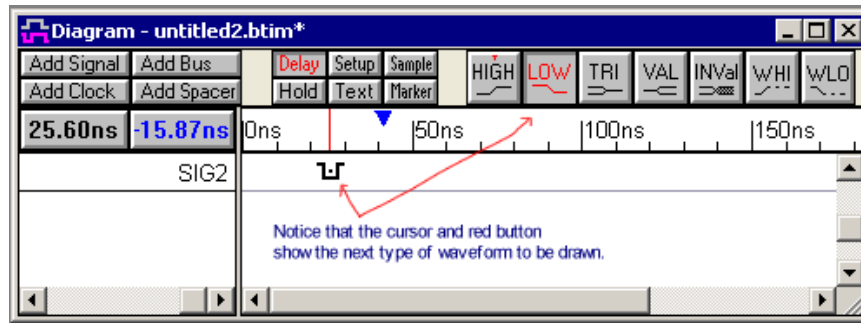 Diagram - untitled2.btim*
Add Signal Add Bus Delay Setup Sample HIGH LOW TRI VAL INVal WHI WLO
Add Clock Add Spacer Hold Text Marker
25.60ns -15.87ns 0ns 50ns 100ns 150ns
SIG2
Notice that the cursor and red button
show the next type of waveform to be drawn.